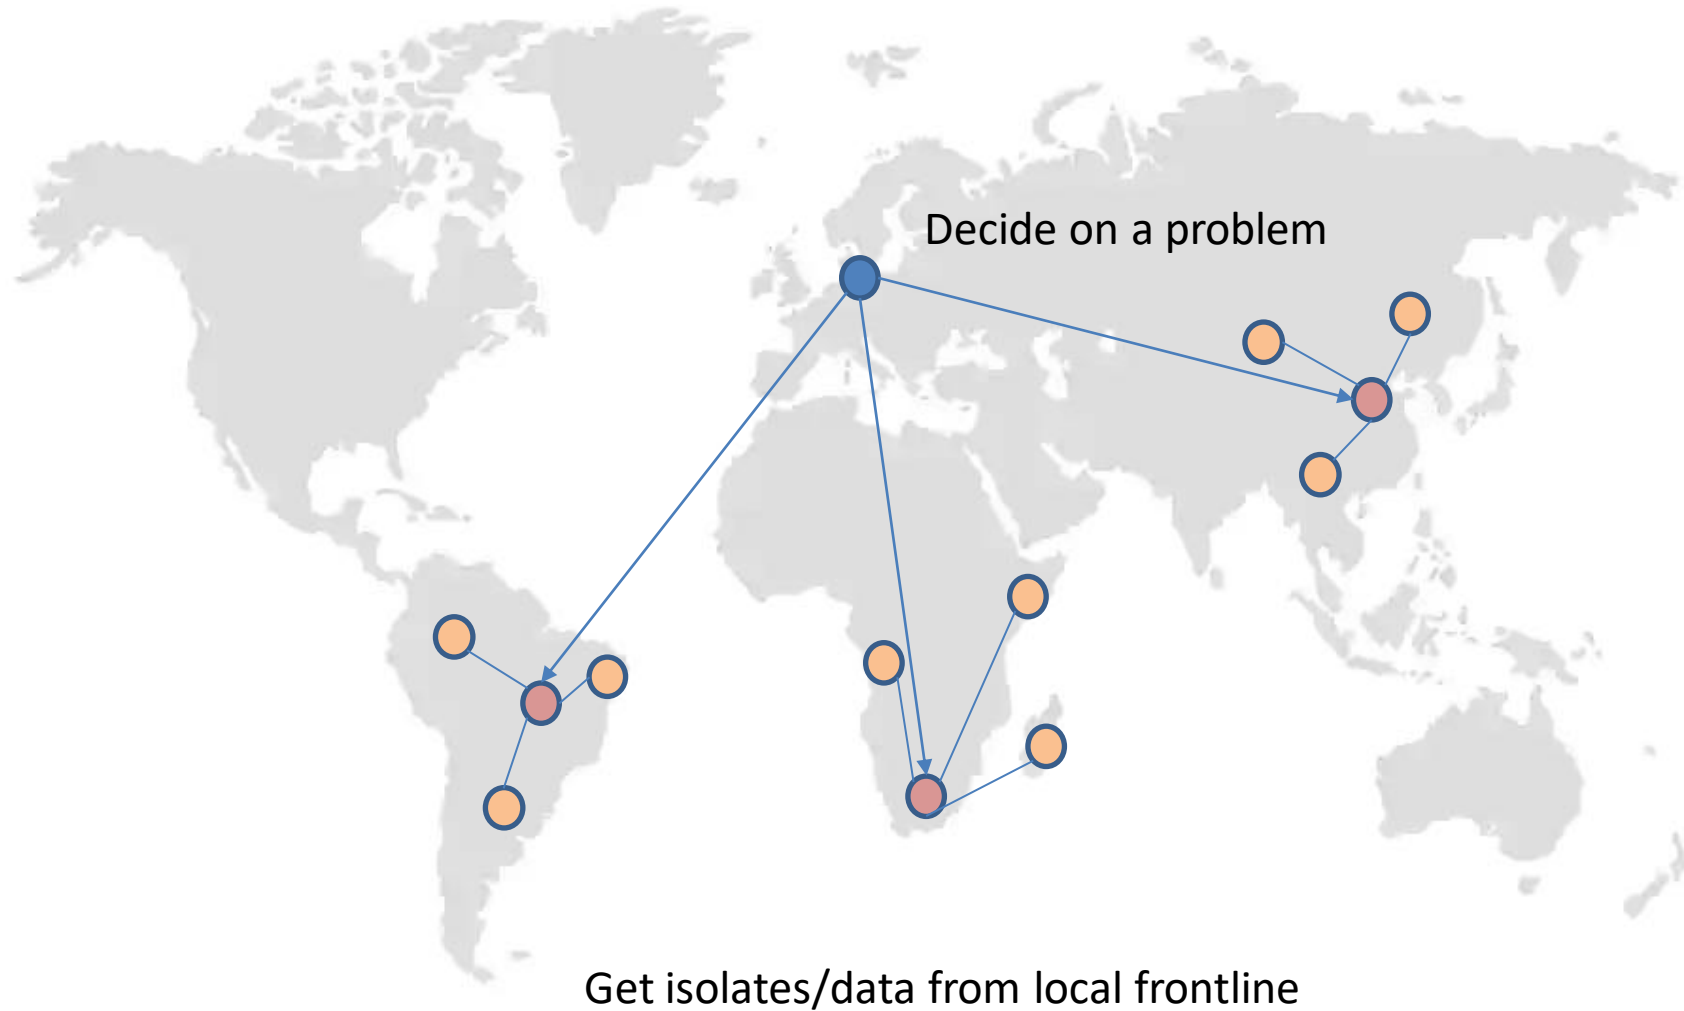 Decide on a problem
Get isolates/data from local frontline